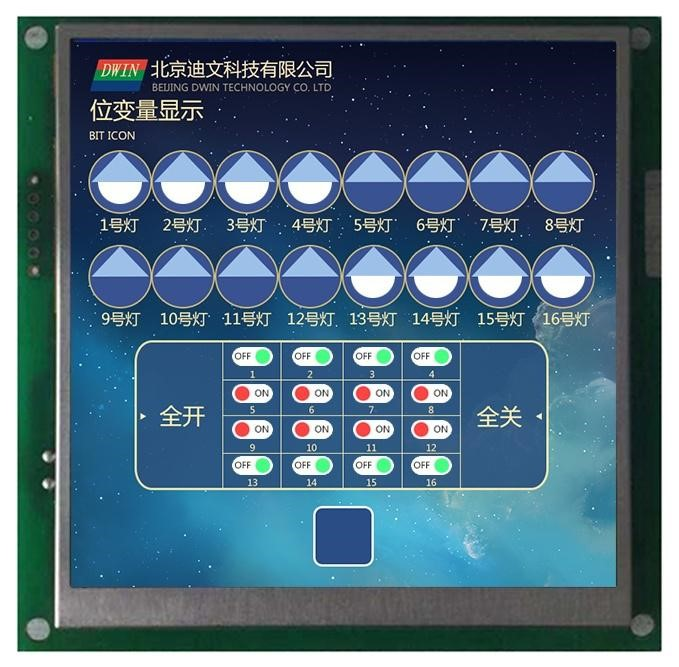 DWIN 北京迪文科技有限公司
BEIJING DWIN TECHNOLOGY CO. LTD
位变量显示
BIT ICON
1号灯 2号灯 3号灯 4号灯 5号灯 6号灯 7号灯 8号灯
9号灯 10号灯 11号灯 12号灯 13号灯 14号灯 15号灯 16号灯
OFF OFF OFF OFF
1 2 3 4
ON ON ON ON
5 6 7 8
全开 全关
ON ON ON ON
9 10 11 12
OFF OFF OFF OFF
13 14 15 16